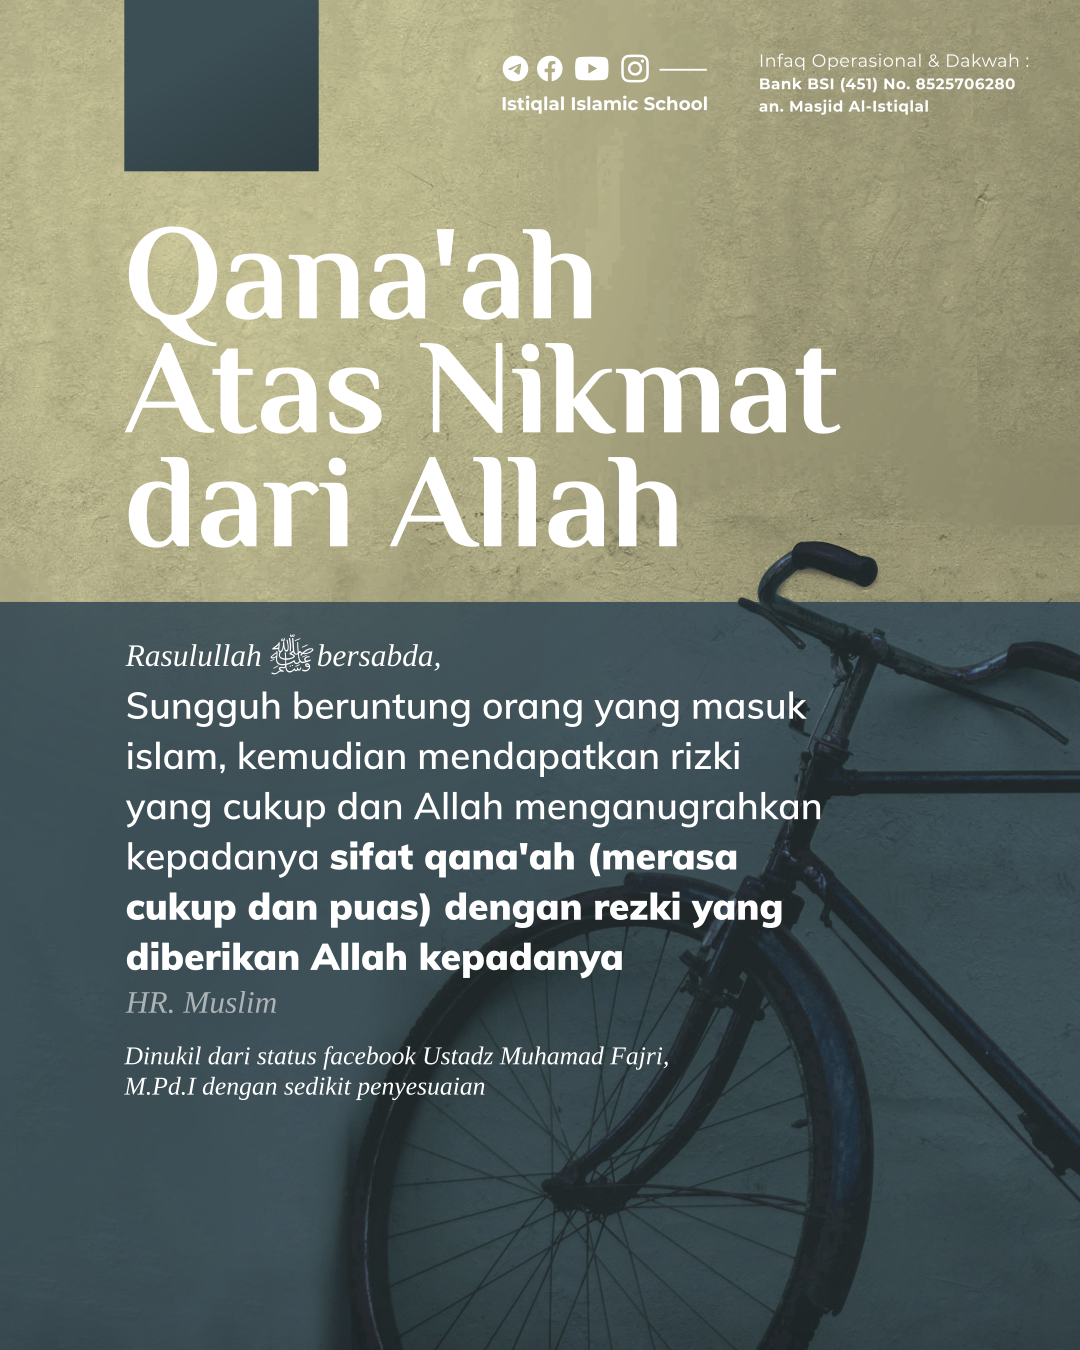 Istiqlal Islamic School
Infaq Operasional & Dakwah :
Bank BSI (451) No. 8525706280
an. Masjid Al-Istiqlal
Qana'ah
Atas Nikmat
dari Allah
Rasulullah ﷺ bersabda,
Sungguh beruntung orang yang masuk
islam, kemudian mendapatkan rizki
yang cukup dan Allah menganugrahkan
kepadanya sifat qana'ah (merasa
cukup dan puas) dengan rezki yang
diberikan Allah kepadanya
HR. Muslim
Dinukil dari status facebook Ustadz Muhamad Fajri,
M.Pd.I dengan sedikit penyesuaian